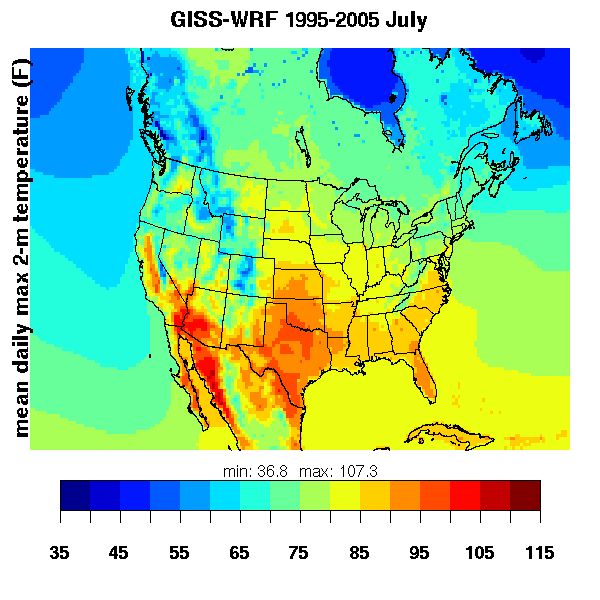 GISS-WRF 1995-2005 July
mean daily max 2-m temperature (F)
min: 36.8 max: 107.3
35 45 55 65 75 85 95 105 115